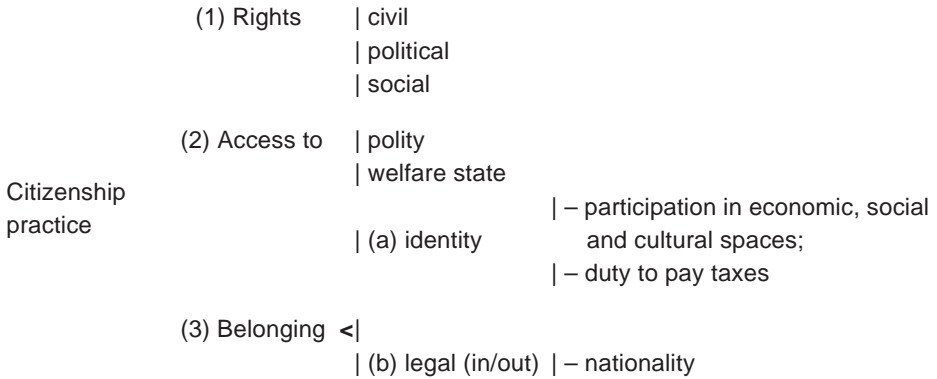 (1) Rights | civil
| political
| social
(2) Access to | polity
| welfare state
Citizenship
practice
| – participation in economic, social
and cultural spaces;
| (a) identity
| – duty to pay taxes
(3) Belonging <|
| (b) legal (in/out) | – nationality